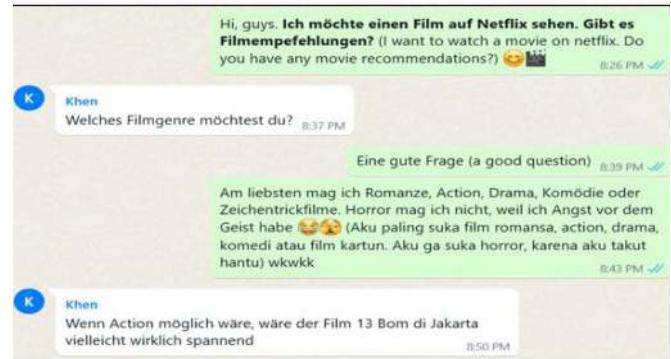 Hi, guys. Ich möchte einen Film auf Netflix sehen. Gibt es
Filmempefehlungen? (I want to watch a movie on netflix. Do
you have any movie recommendations?) 😊🎬
8:26 PM
K
Khen
Welches Filmgenre möchtest du? 8:37 PM
Eine gute Frage (a good question) 8:39 PM
Am liebsten mag ich Romanze, Action, Drama, Komödie oder
Zeichentrickfilme. Horror mag ich nicht, weil ich Angst vor dem
Geist habe 😂🫣 (Aku paling suka film romansa, action, drama,
komedi atau film kartun. Aku ga suka horror, karena aku takut
hantu) wkwkk
8:43 PM
K
Khen
Wenn Action möglich wäre, wäre der Film 13 Bom di Jakarta
vielleicht wirklich spannend
8:50 PM